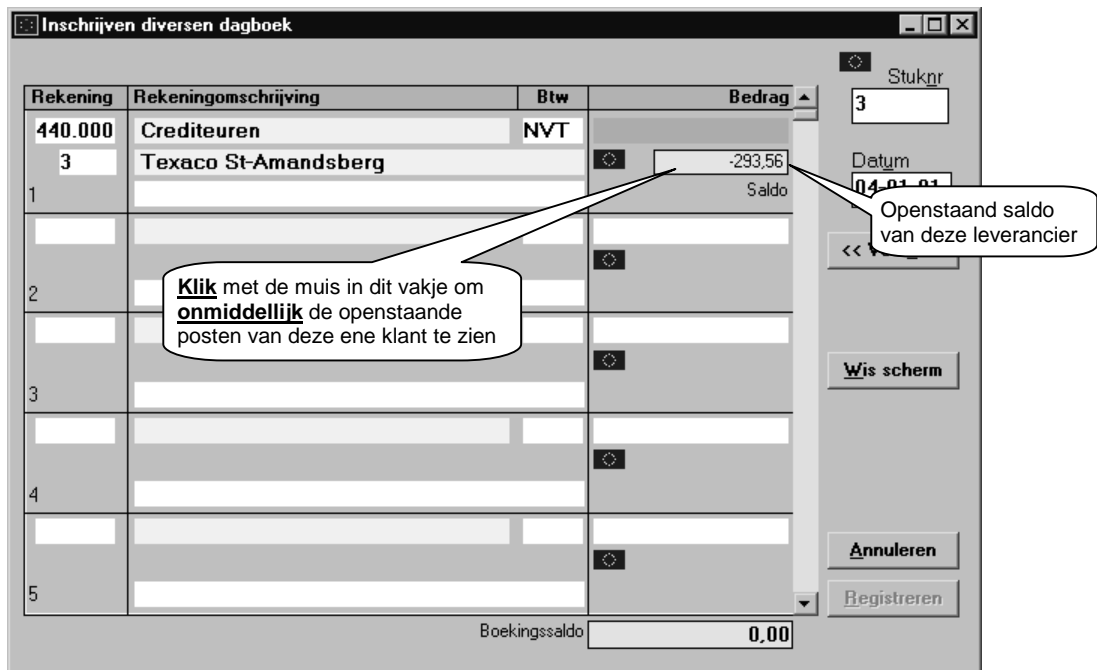 Inschrijven diversen dagboek
Stuknr
3
Rekening Rekeningomschrijving Btw Bedrag
440.000 Crediteuren NVT
3 Texaco St-Amandsberg -293,56
Datum
1 Saldo
Openstaand saldo
van deze leverancier
<<
Klik met de muis in dit vakje om
onmiddellijk de openstaande
posten van deze ene klant te zien
2
Wis scherm
3
4
Annuleren
5
Registreren
Boekingssaldo 0,00